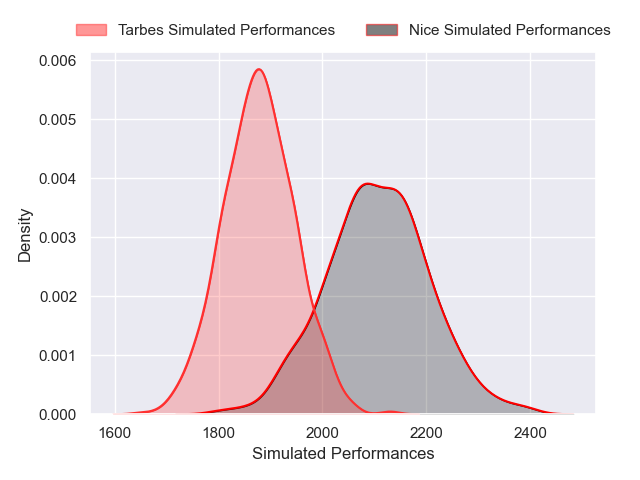 Tarbes Simulated Performances
Nice Simulated Performances
0.006
0.005
0.004
0.003
0.002
0.001
0.000
Density
1600 1800 2000 2200 2400
Simulated Performances